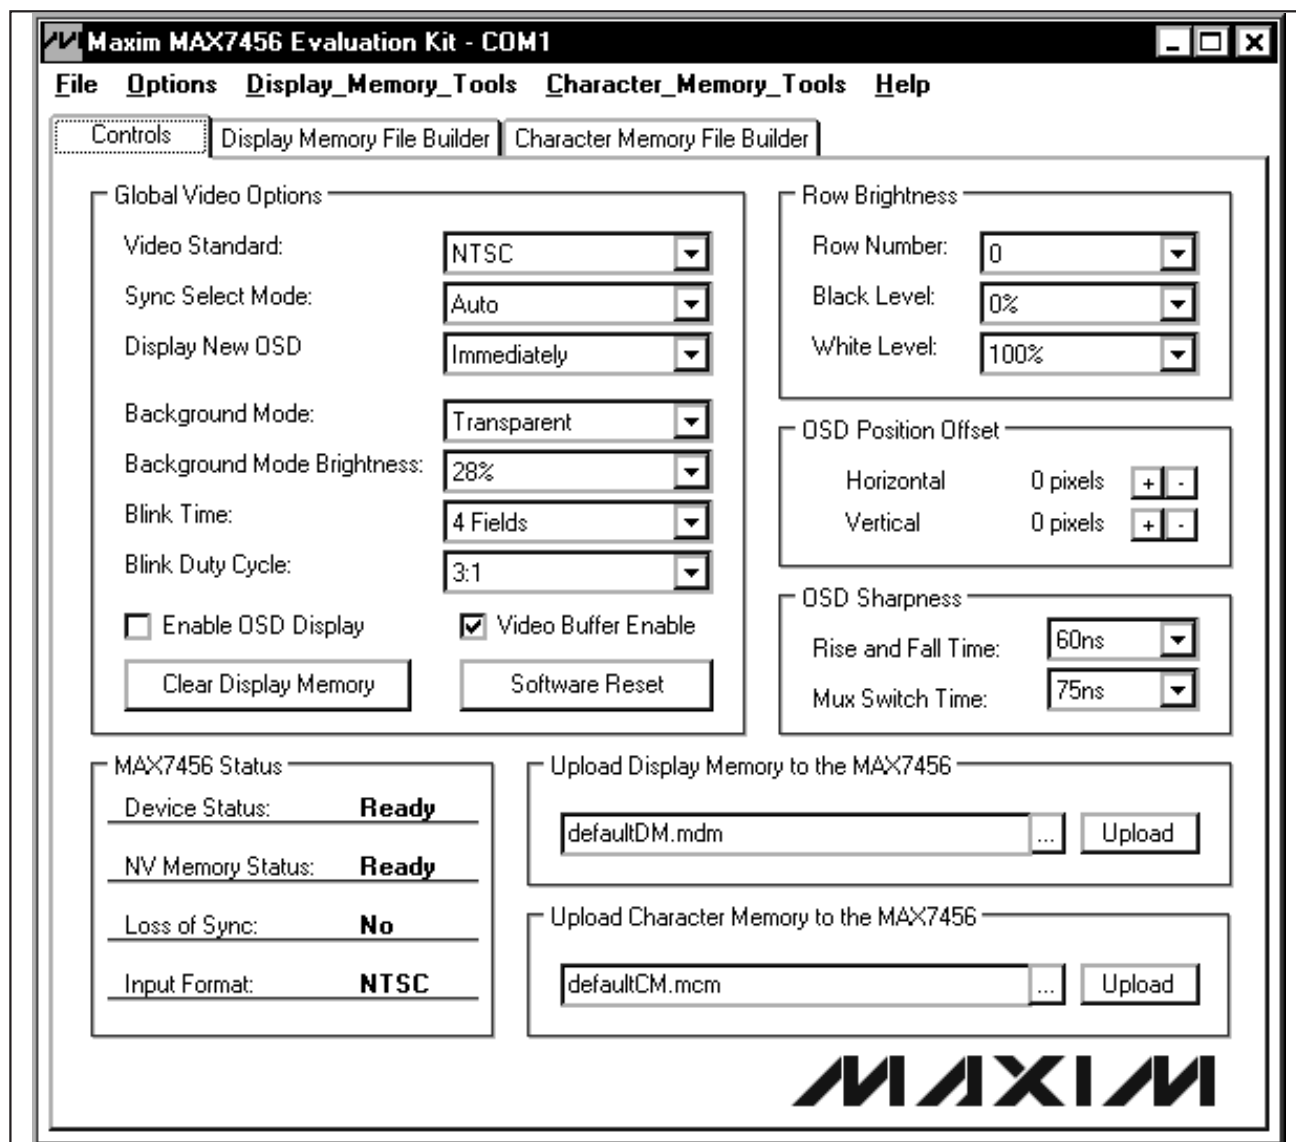 Maxim MAX7456 Evaluation Kit - COM1
File Options Display_Memory_Tools Character_Memory_Tools Help
Controls Display Memory File Builder Character Memory File Builder
Global Video Options
Video Standard: NTSC
Sync Select Mode: Auto
Display New OSD Immediately
Background Mode: Transparent
Background Mode Brightness: 28%
Blink Time: 4 Fields
Blink Duty Cycle: 3:1
Enable OSD Display Video Buffer Enable
Clear Display Memory Software Reset
Row Brightness
Row Number: 0
Black Level: 0%
White Level: 100%
OSD Position Offset
Horizontal 0 pixels + -
Vertical 0 pixels + -
OSD Sharpness
Rise and Fall Time: 60ns
Mux Switch Time: 75ns
MAX7456 Status
Device Status: Ready
NV Memory Status: Ready
Loss of Sync: No
Input Format: NTSC
Upload Display Memory to the MAX7456
defaultDM.mdm ... Upload
Upload Character Memory to the MAX7456
defaultCM.mcm ... Upload
MAXIM